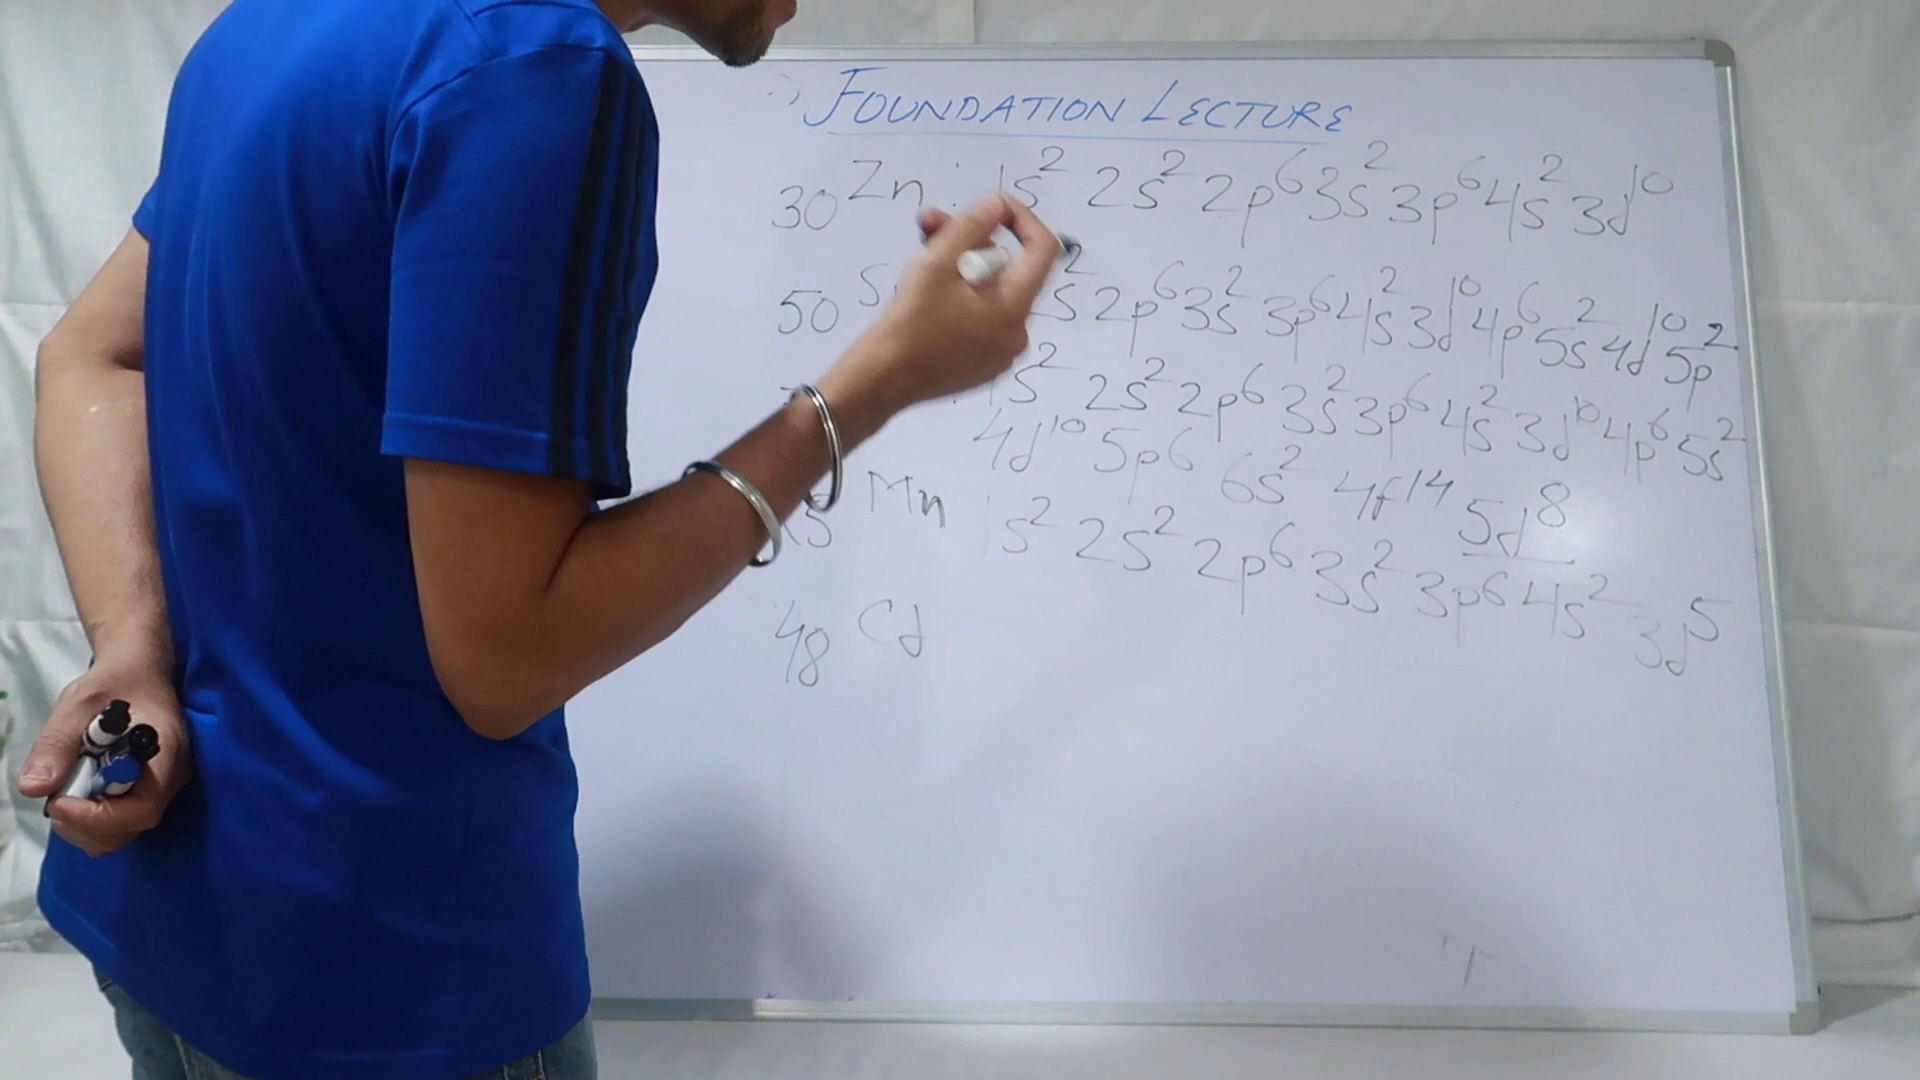 FOUNDATION LECTURE
30 Zn : 1s² 2s² 2p⁶ 3s² 3p⁶ 4s² 3d¹⁰
50 S s² 2p⁶ 3s² 3p⁶ 4s² 3d¹⁰ 4p⁶ 5s² 4d¹⁰ 5p²
1s² 2s² 2p⁶ 3s² 3p⁶ 4s² 3d¹⁰ 4p⁶ 5s²
4d¹⁰ 5p6 6s² 4f¹⁴ 5d⁸
5 Mn 1s² 2s² 2p⁶ 3s² 3p⁶ 4s² 3d⁵
48 Cd